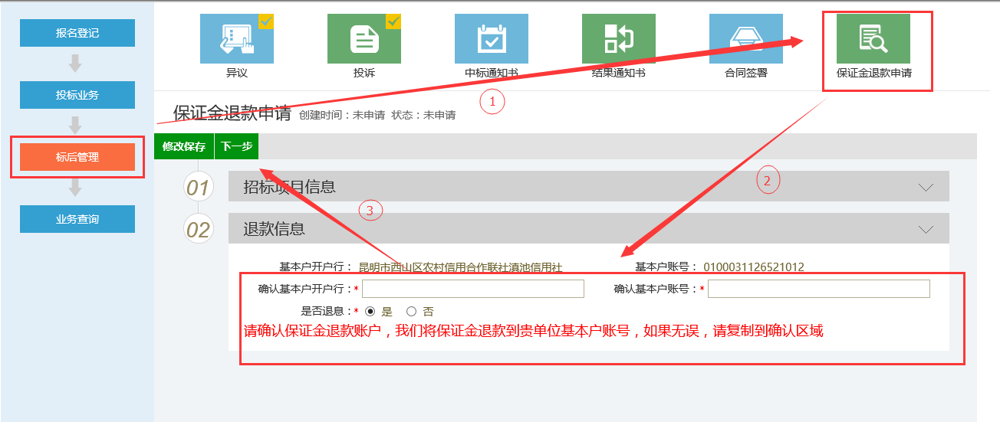 报名登记
投标业务
标后管理
业务查询
异议
投诉
中标通知书
结果通知书
合同签署
保证金退款申请
1
保证金退款申请 创建时间：未申请 状态：未申请
修改保存 下一步
2
01 招标项目信息
3
02 退款信息
基本户开户行： 昆明市西山区农村信用合作联社滇池信用社 基本户账号： 0100031126521012
确认基本户开户行：* 确认基本户账号：*
是否退息：* 是 否
请确认保证金退款账户，我们将保证金退款到贵单位基本户账号，如果无误，请复制到确认区域